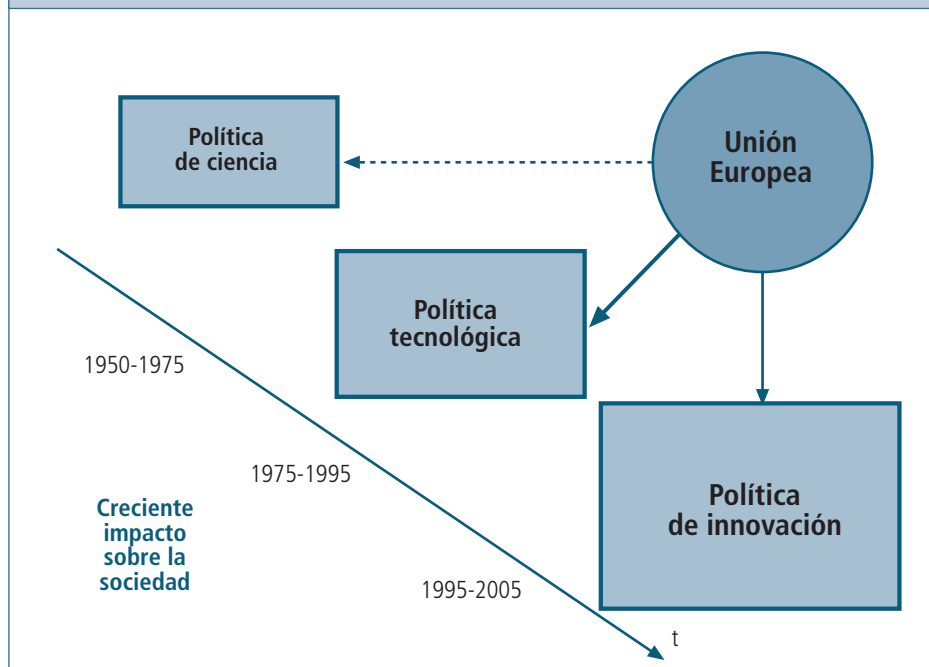 Política
de ciencia
Unión
Europea
Política
tecnológica
1950-1975
1975-1995
Política
de innovación
Creciente
impacto
sobre la
sociedad
1995-2005
t